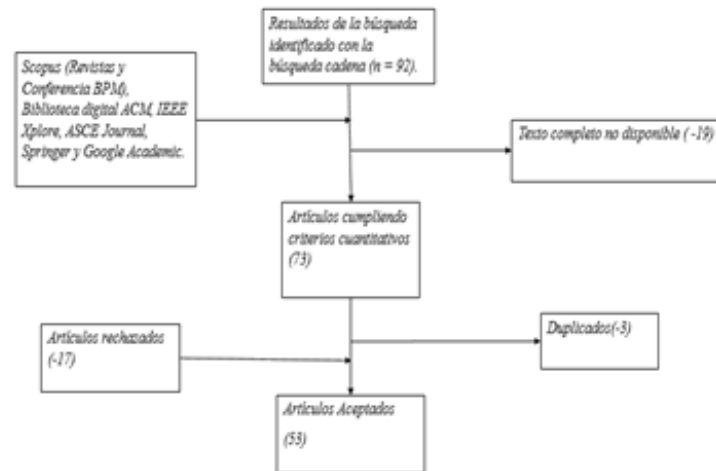 Resultados de la búsqueda
identificado con la
búsqueda cadena (n = 92).
Scopus (Revistas y
Conferencia BPM),
Biblioteca digital ACM, IEEE
Xplore, ASCE Journal,
Springer y Google Academic.
Texto completo no disponible ( -19)
Artículos cumpliendo
criterios cuantitativos
(73)
Artículos rechazados
(-17)
Duplicados(-3)
Artículos Aceptados
(53)